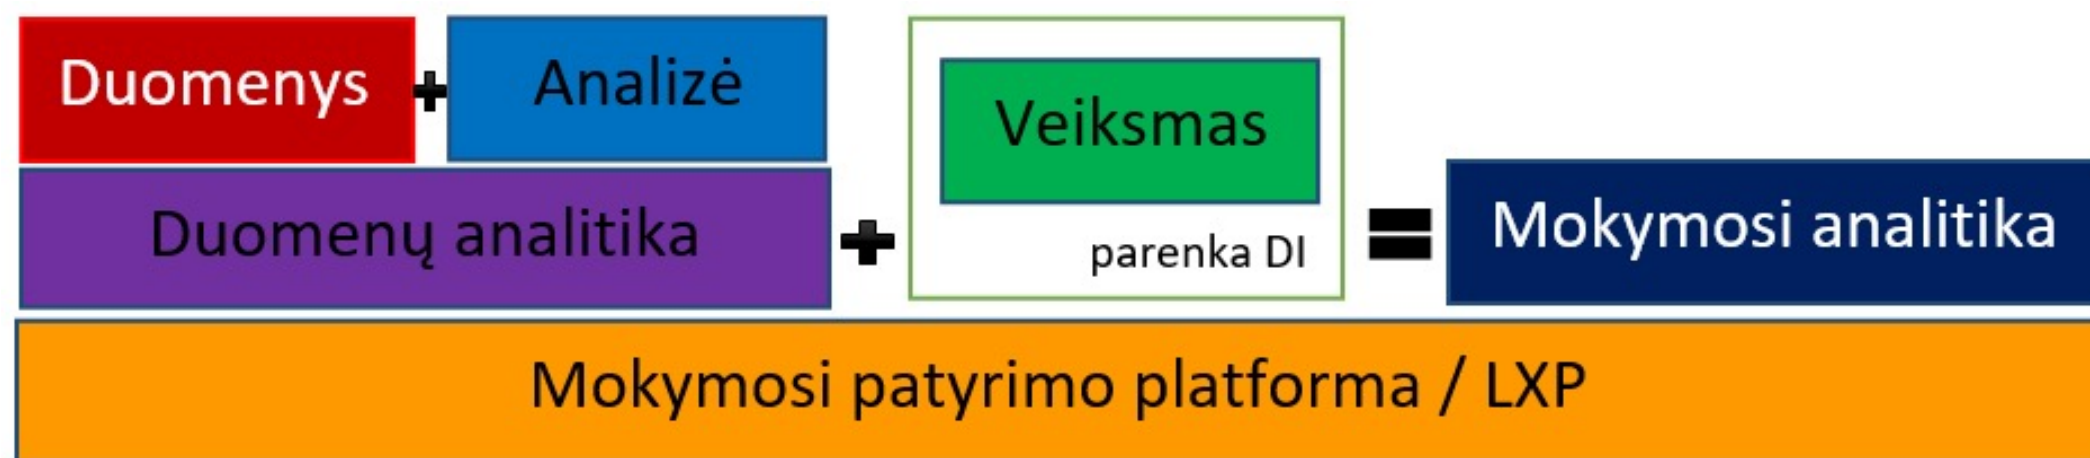 Duomenys + Analizė
Veiksmas
Duomenų analitika + parenka DI = Mokymosi analitika
Mokymosi patyrimo platforma / LXP